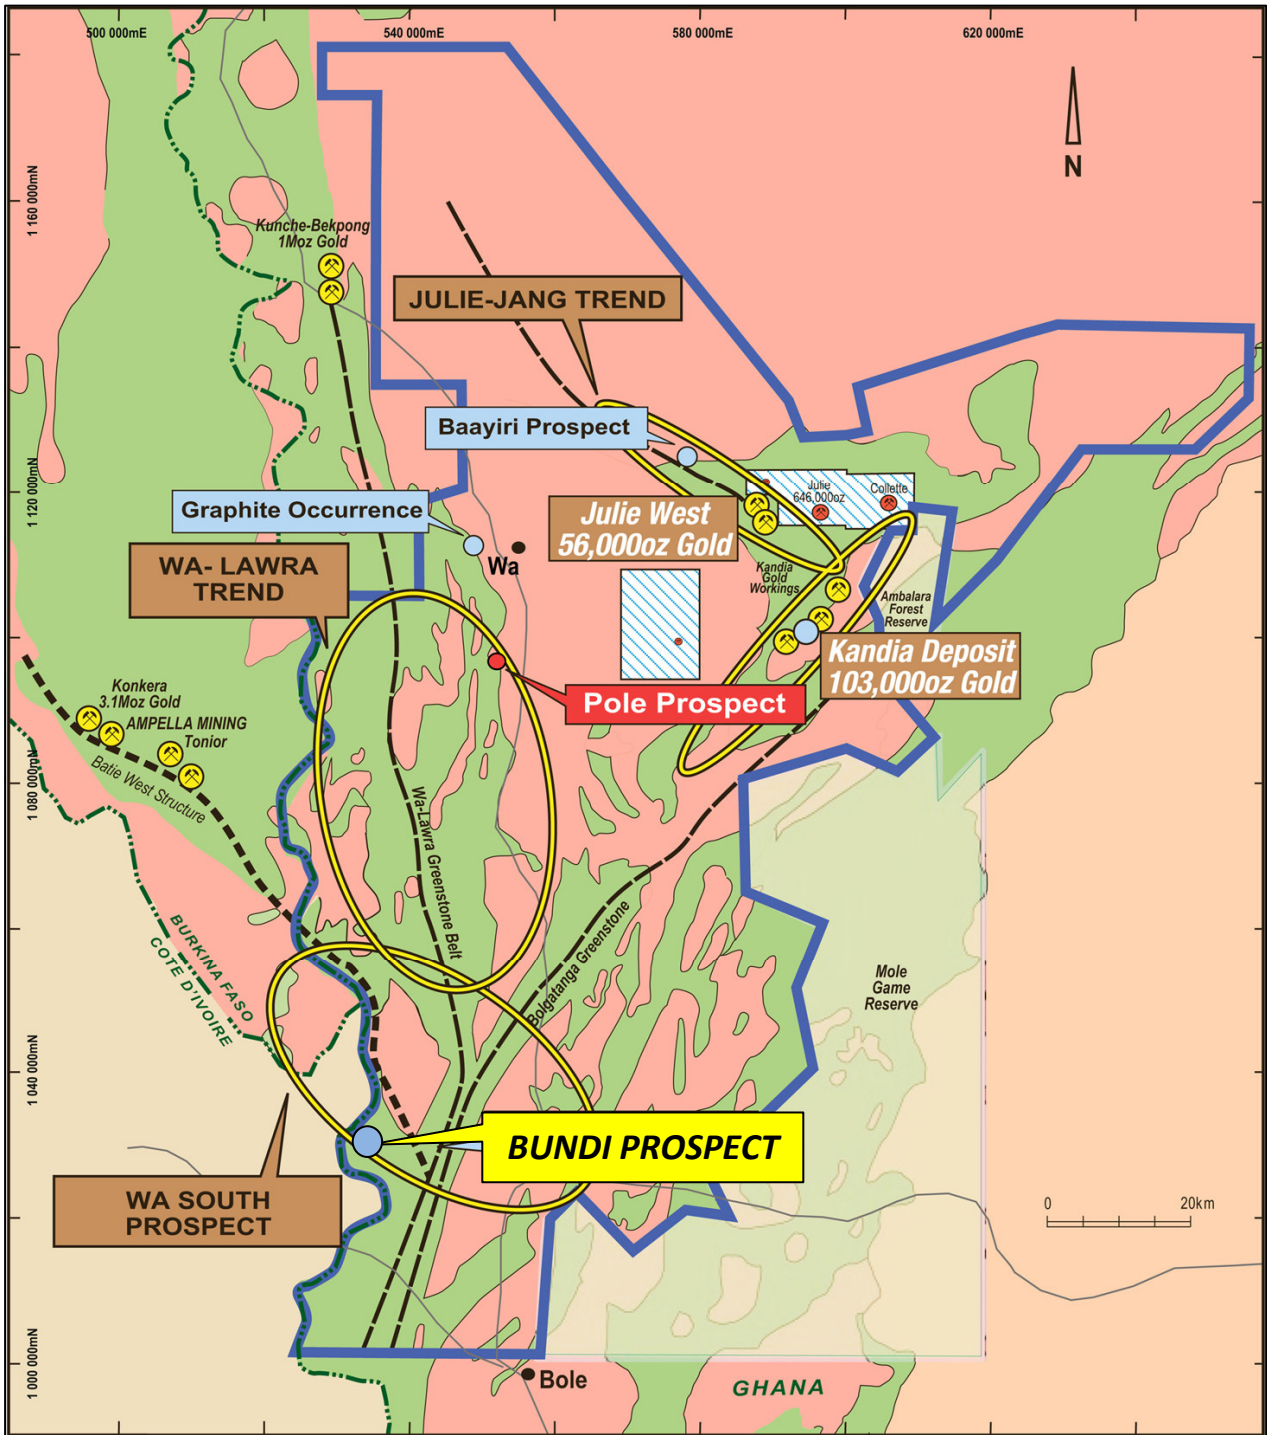 500 000mE
540 000mE
580 000mE
620 000mE
N
1 160 000mN
Kunche-Bekpong
1Moz Gold
JULIE-JANG TREND
Baayiri Prospect
1 120 000mN
Graphite Occurrence
Julie
646,000oz
Collette
Julie West
56,000oz Gold
WA- LAWRA
TREND
Wa
Kandia
Gold
Workings
Ambalara
Forest
Reserve
Kandia Deposit
103,000oz Gold
Pole Prospect
Konkera
3.1Moz Gold
AMPELLA MINING
Tonior
Batie West Structure
1 080 000mN
Wa-Lawra Greenstone Belt
Bolgatanga Greenstone
BURKINA FASO
COTE D'IVOIRE
Mole
Game
Reserve
1 040 000mN
BUNDI PROSPECT
WA SOUTH
PROSPECT
0
20km
1 000 000mN
Bole
GHANA